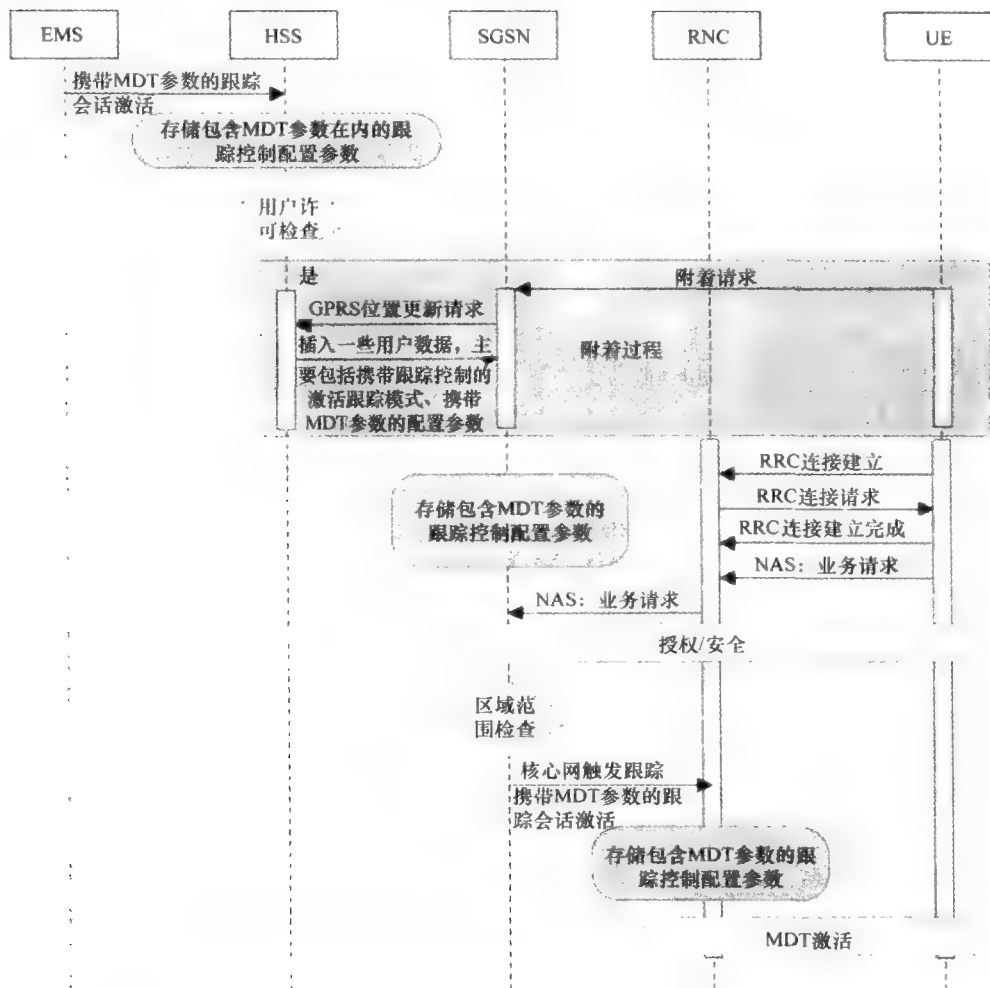 EMS
HSS
SGSN
RNC
UE
携带MDT参数的跟踪
会话激活
存储包含MDT参数在内的跟
踪控制配置参数
用户许
可检查
是
附着请求
GPRS位置更新请求
插入一些用户数据，主
要包括携带跟踪控制的
激活跟踪模式、携带
MDT参数的配置参数
附着过程
RRC连接建立
RRC连接请求
RRC连接建立完成
NAS：业务请求
存储包含MDT参数的
跟踪控制配置参数
NAS：业务请求
授权/安全
区域范
围检查
核心网触发跟踪
携带MDT参数的跟
踪会话激活
存储包含MDT参数的跟
踪控制配置参数
MDT激活